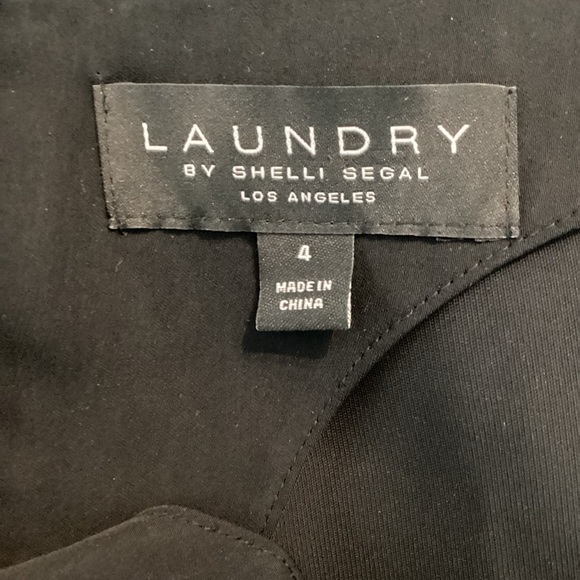 LAUNDRY
BY SHELLI SEGAL
LOS ANGELES
4
MADE IN
CHINA